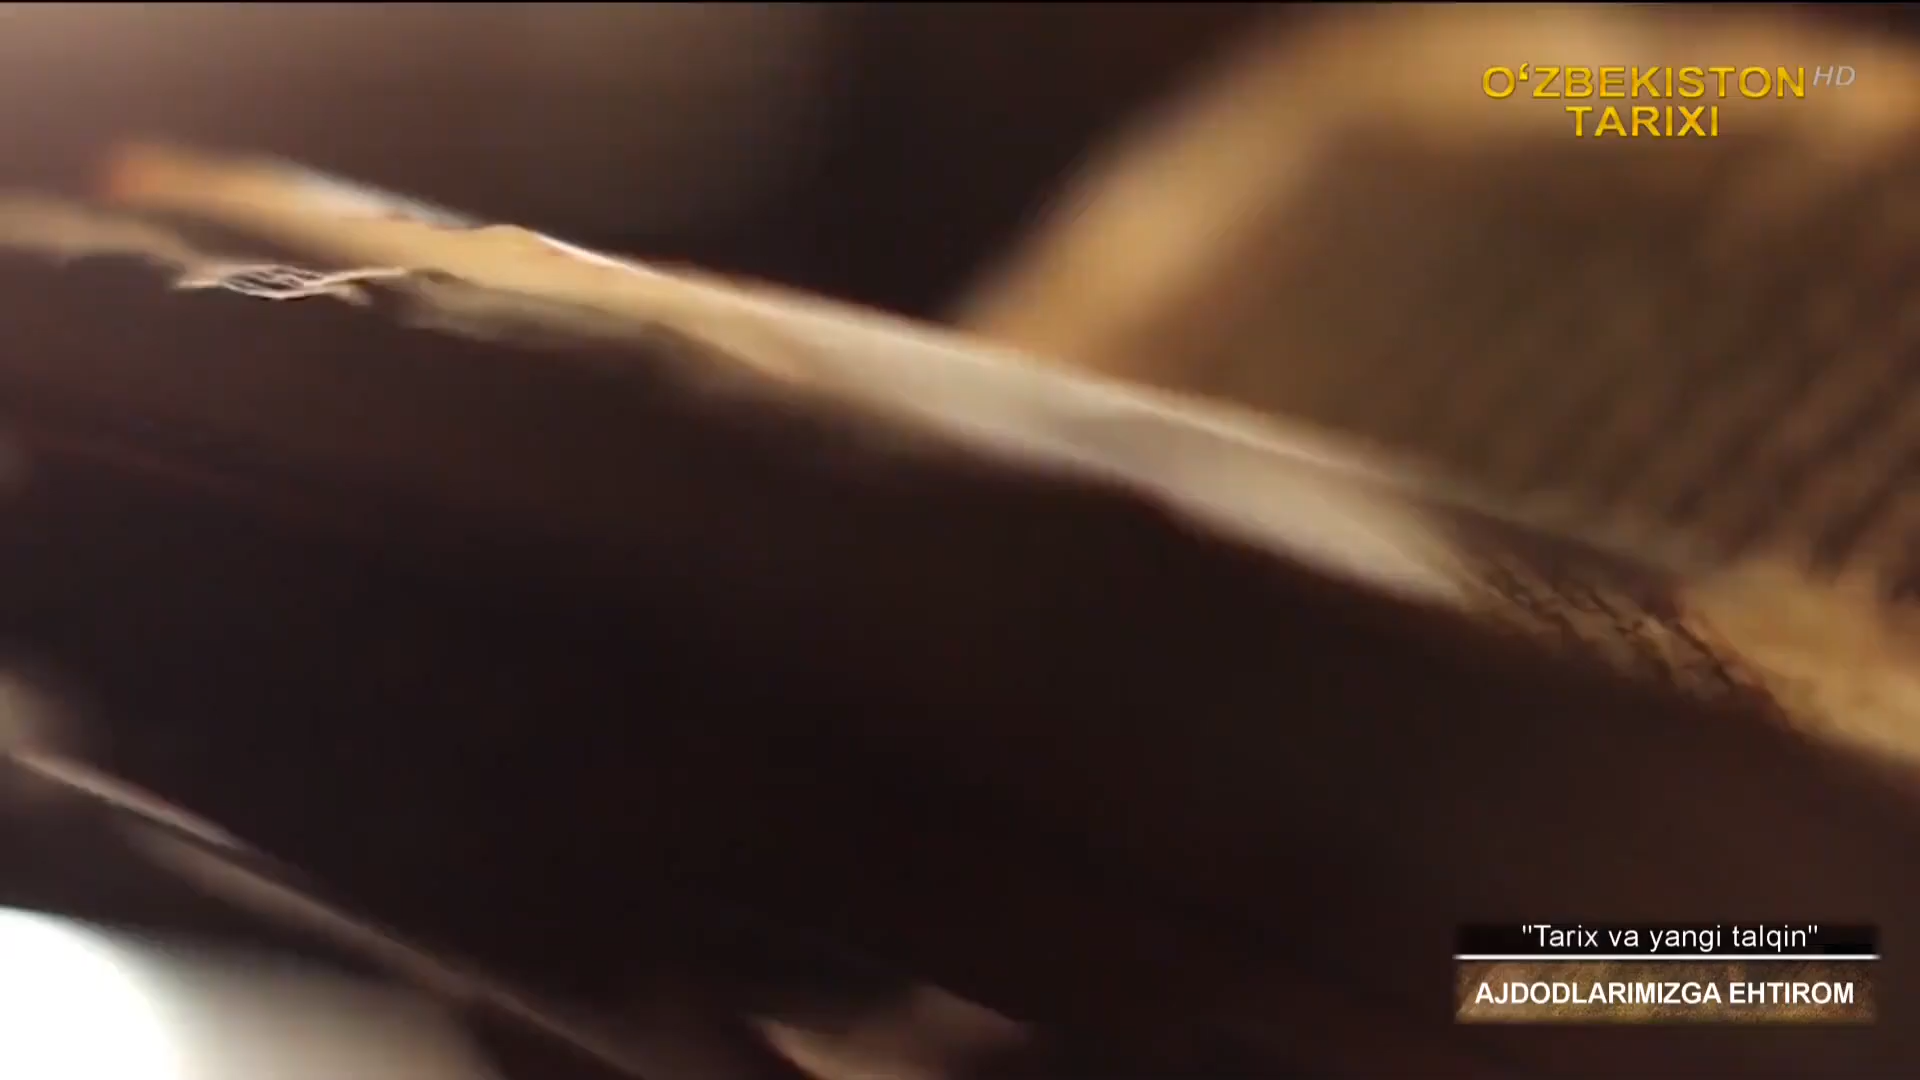 O‘ZBEKISTON HD
TARIXI
"Tarix va yangi talqin"
AJDODLARIMIZGA EHTIROM